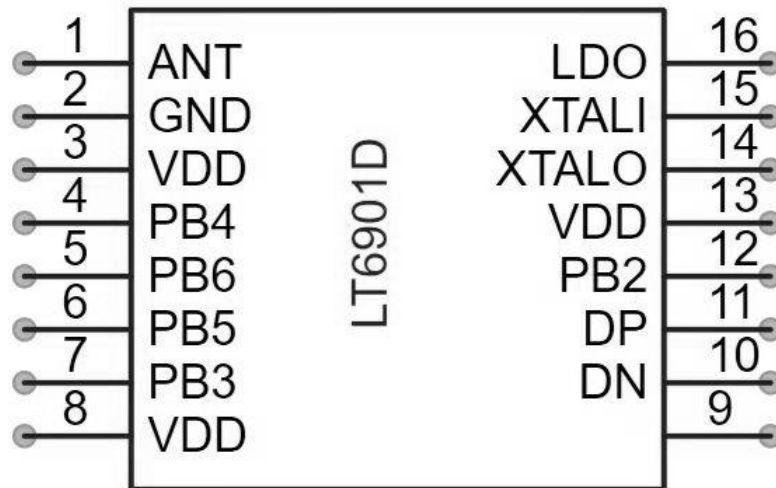 1 ANT LDO 16
2 GND XTALI 15
3 VDD XTALO 14
4 PB4 VDD 13
5 PB6 PB2 12
6 PB5 DP 11
7 PB3 DN 10
8 VDD 9
LT6901D